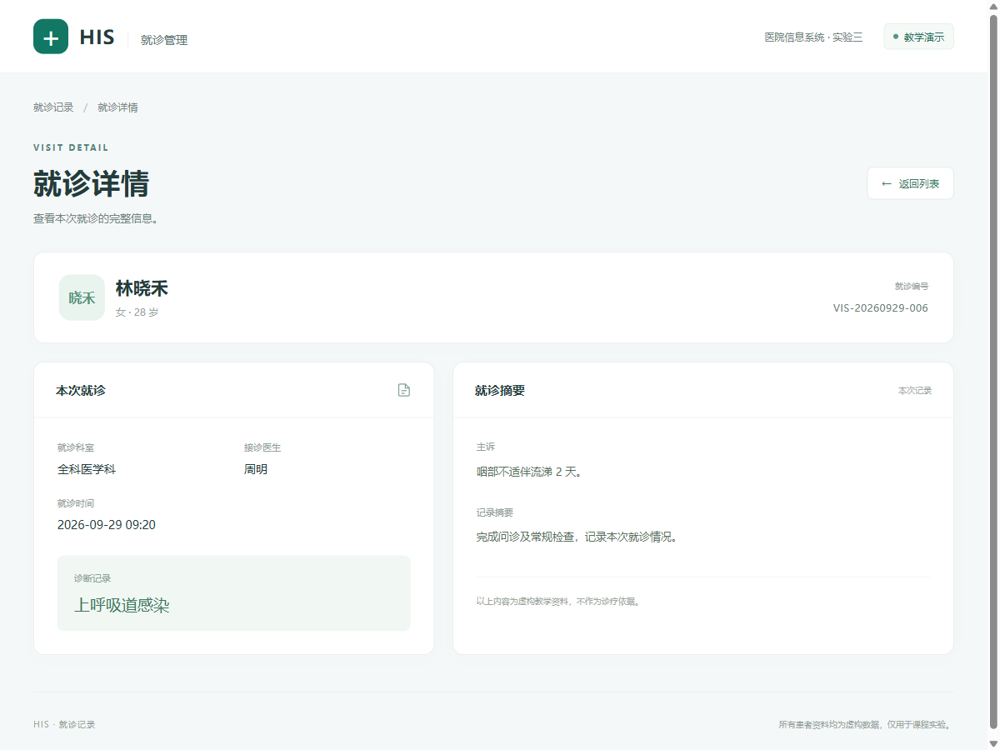 HIS 就诊管理
医院信息系统 · 实验三
教学演示
就诊记录 / 就诊详情
VISIT DETAIL
就诊详情
← 返回列表
查看本次就诊的完整信息。
晓禾
林晓禾
女 · 28 岁
就诊编号
VIS-20260929-006
本次就诊
就诊科室
全科医学科
接诊医生
周明
就诊时间
2026-09-29 09:20
诊断记录
上呼吸道感染
就诊摘要
本次记录
主诉
咽部不适伴流涕 2 天。
记录摘要
完成问诊及常规检查，记录本次就诊情况。
以上内容为虚构教学资料，不作为诊疗依据。
HIS · 就诊记录
所有患者资料均为虚构数据，仅用于课程实验。